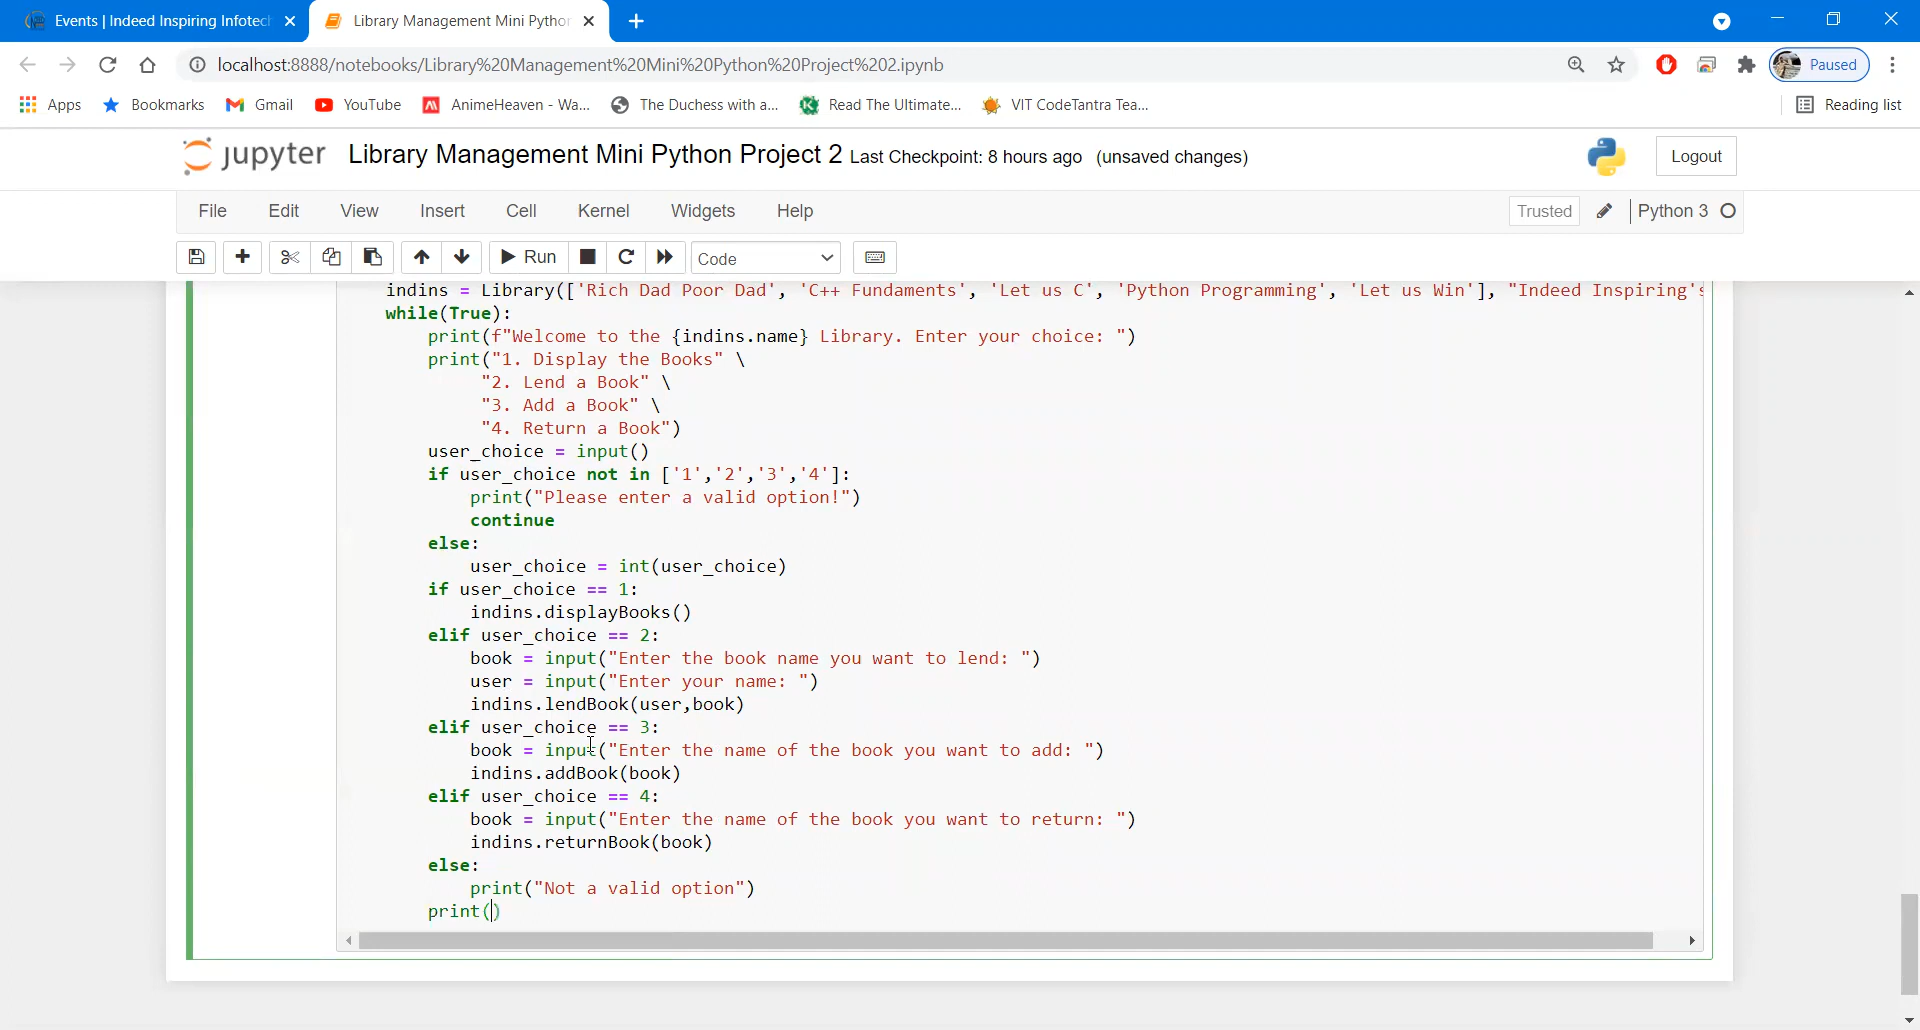 Events | Indeed Inspiring Infotech
Library Management Mini Python
localhost:8888/notebooks/Library%20Management%20Mini%20Python%20Project%202.ipynb
Paused
Apps Bookmarks Gmail YouTube AnimeHeaven - Wa... The Duchess with a... Read The Ultimate... VIT CodeTantra Tea... Reading list
jupyter Library Management Mini Python Project 2 Last Checkpoint: 8 hours ago (unsaved changes) Logout
File Edit View Insert Cell Kernel Widgets Help Trusted Python 3
Run Code
indins = Library(['Rich Dad Poor Dad', 'C++ Fundaments', 'Let us C', 'Python Programming', 'Let us Win'], "Indeed Inspiring's
while(True):
print(f"Welcome to the {indins.name} Library. Enter your choice: ")
print("1. Display the Books" \
"2. Lend a Book" \
"3. Add a Book" \
"4. Return a Book")
user_choice = input()
if user_choice not in ['1','2','3','4']:
print("Please enter a valid option!")
continue
else:
user_choice = int(user_choice)
if user_choice == 1:
indins.displayBooks()
elif user_choice == 2:
book = input("Enter the book name you want to lend: ")
user = input("Enter your name: ")
indins.lendBook(user,book)
elif user_choice == 3:
book = input("Enter the name of the book you want to add: ")
indins.addBook(book)
elif user_choice == 4:
book = input("Enter the name of the book you want to return: ")
indins.returnBook(book)
else:
print("Not a valid option")
print()